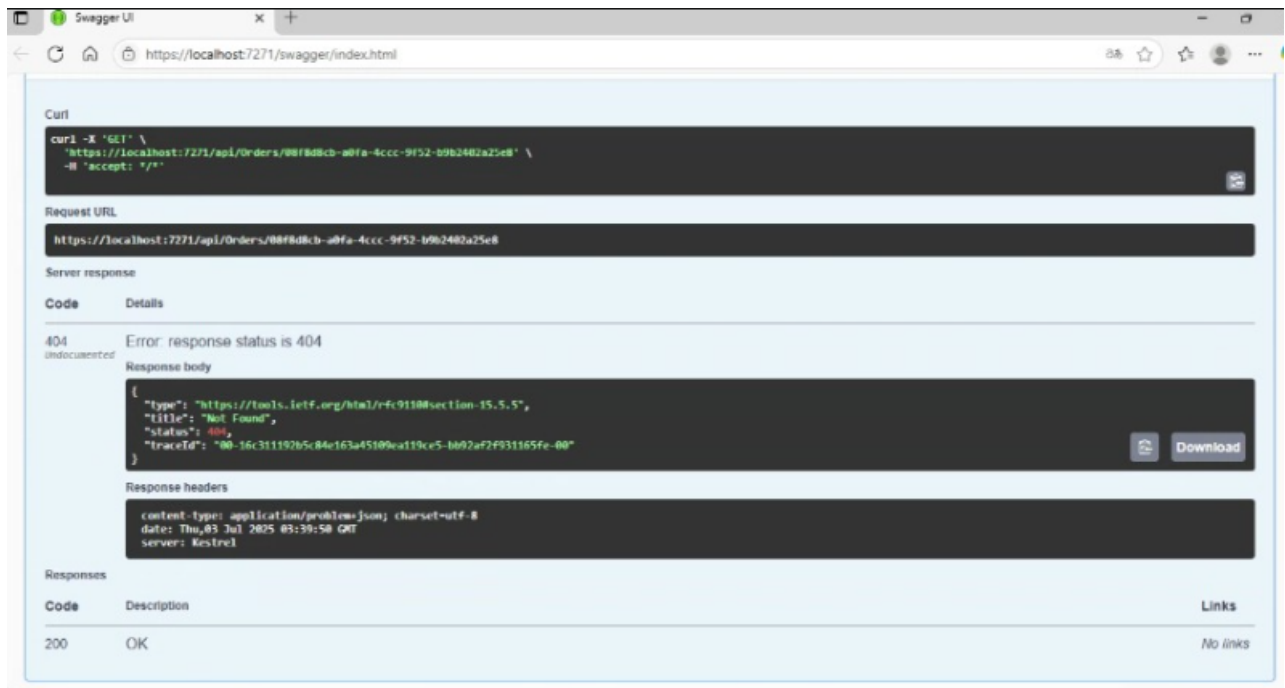 Swagger UI
https://localhost:7271/swagger/index.html
Curl
curl -X 'GET' \
'https://localhost:7271/api/Orders/08f8d8cb-a0fa-4ccc-9f52-b9b2402a25e8' \
-H 'accept: */*'
Request URL
https://localhost:7271/api/Orders/08f8d8cb-a0fa-4ccc-9f52-b9b2402a25e8
Server response
Code Details
404 Error: response status is 404
Undocumented
Response body
{
"type": "https://tools.ietf.org/html/rfc9110#section-15.5.5",
"title": "Not Found",
"status": 404,
"traceId": "00-16c311192b5c84e163a45109ea119ce5-bb92af2f931165fe-00"
}
Download
Response headers
content-type: application/problem+json; charset=utf-8
date: Thu,03 Jul 2025 03:39:50 GMT
server: Kestrel
Responses
Code Description Links
200 OK No links